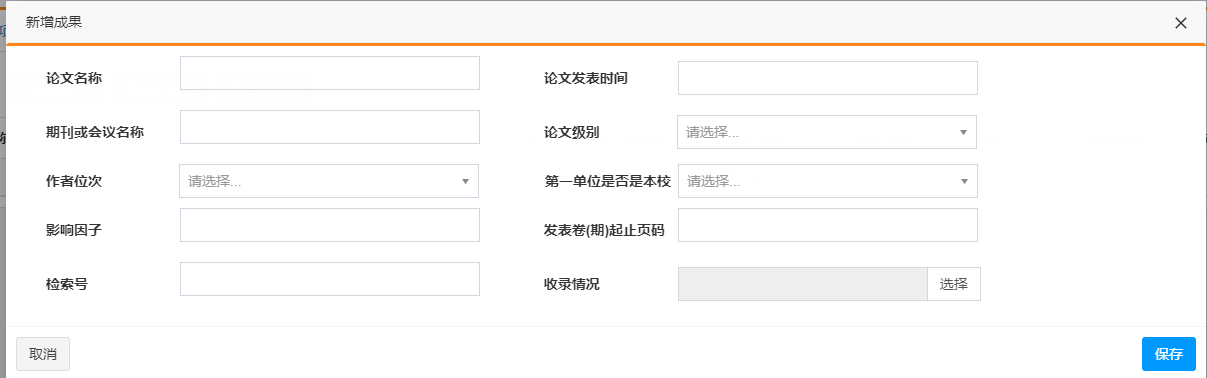 新增成果
论文名称
论文发表时间
期刊或会议名称
论文级别
请选择...
作者位次
请选择...
第一单位是否是本校
请选择...
影响因子
发表卷(期)起止页码
检索号
收录情况
选择
取消
保存